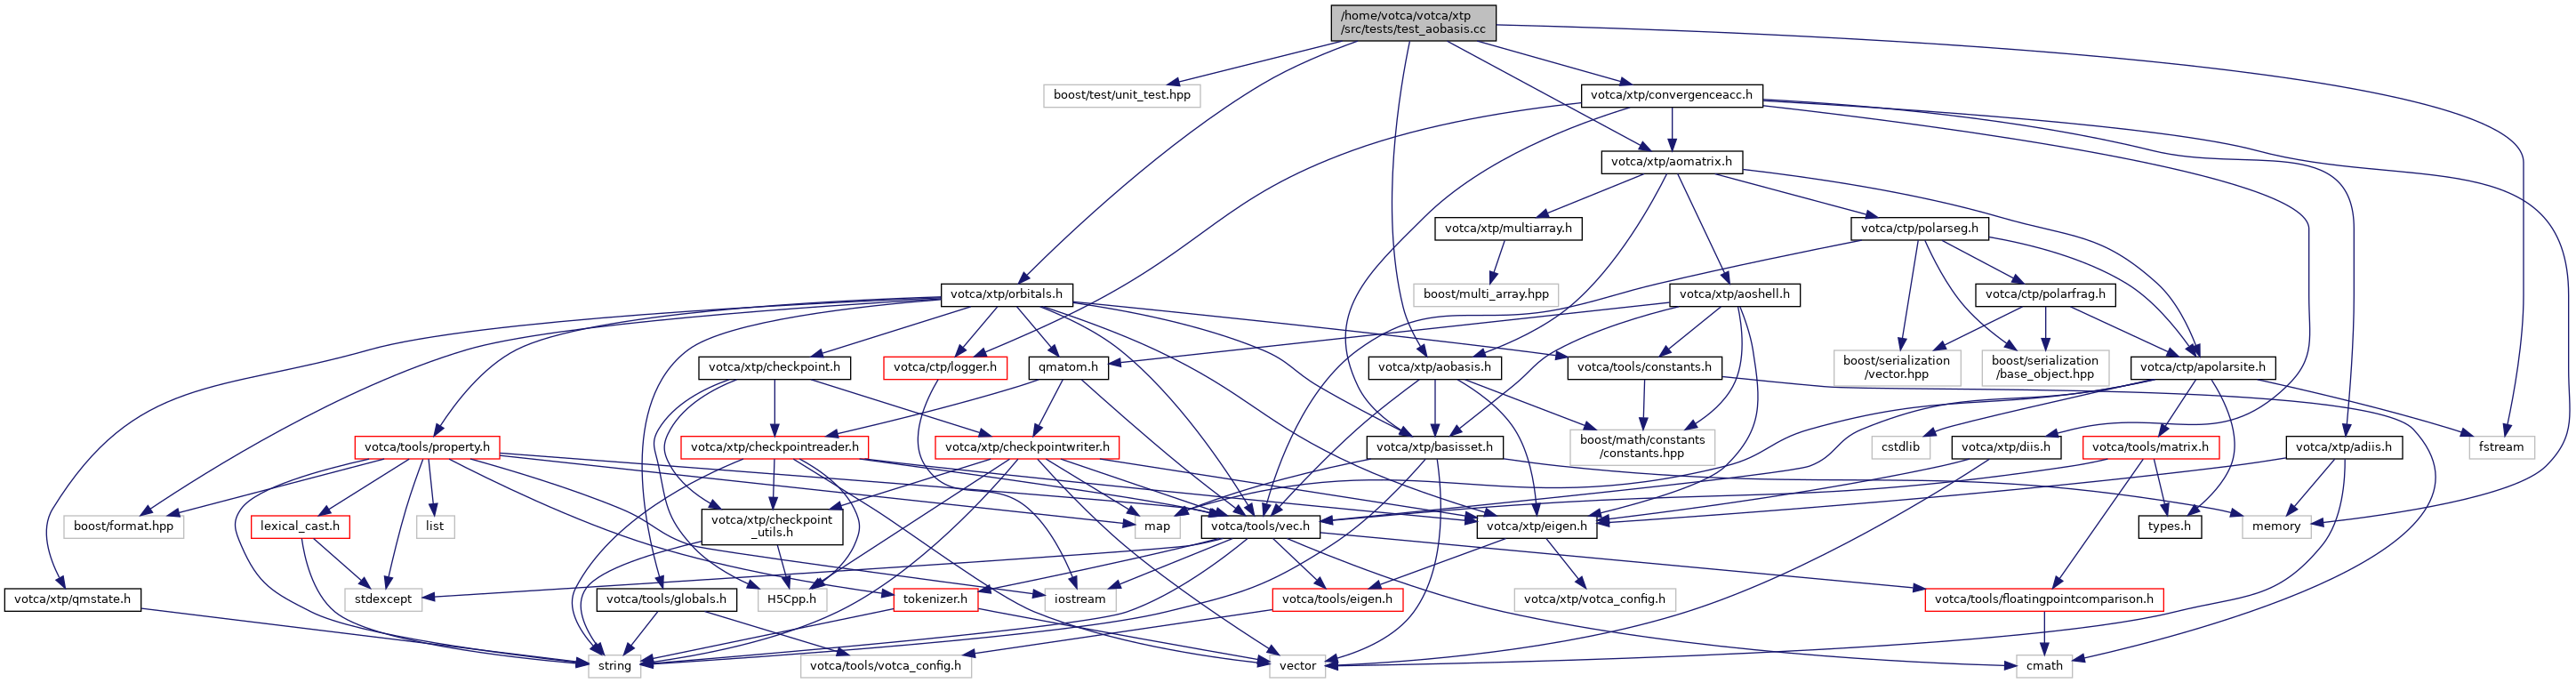 /home/votca/votca/xtp
/src/tests/test_aobasis.cc
boost/test/unit_test.hpp
votca/xtp/convergenceacc.h
votca/xtp/aomatrix.h
votca/xtp/multiarray.h
votca/ctp/polarseg.h
votca/xtp/orbitals.h
boost/multi_array.hpp
votca/xtp/aoshell.h
votca/ctp/polarfrag.h
votca/xtp/checkpoint.h
votca/ctp/logger.h
qmatom.h
votca/xtp/aobasis.h
votca/tools/constants.h
boost/serialization
/vector.hpp
boost/serialization
/base_object.hpp
votca/ctp/apolarsite.h
votca/tools/property.h
votca/xtp/checkpointreader.h
votca/xtp/checkpointwriter.h
votca/xtp/basisset.h
boost/math/constants
/constants.hpp
cstdlib
votca/xtp/diis.h
votca/tools/matrix.h
votca/xtp/adiis.h
fstream
boost/format.hpp
lexical_cast.h
list
votca/xtp/checkpoint
_utils.h
map
votca/tools/vec.h
votca/xtp/eigen.h
types.h
memory
votca/xtp/qmstate.h
stdexcept
votca/tools/globals.h
H5Cpp.h
tokenizer.h
iostream
votca/tools/eigen.h
votca/xtp/votca_config.h
votca/tools/floatingpointcomparison.h
string
votca/tools/votca_config.h
vector
cmath